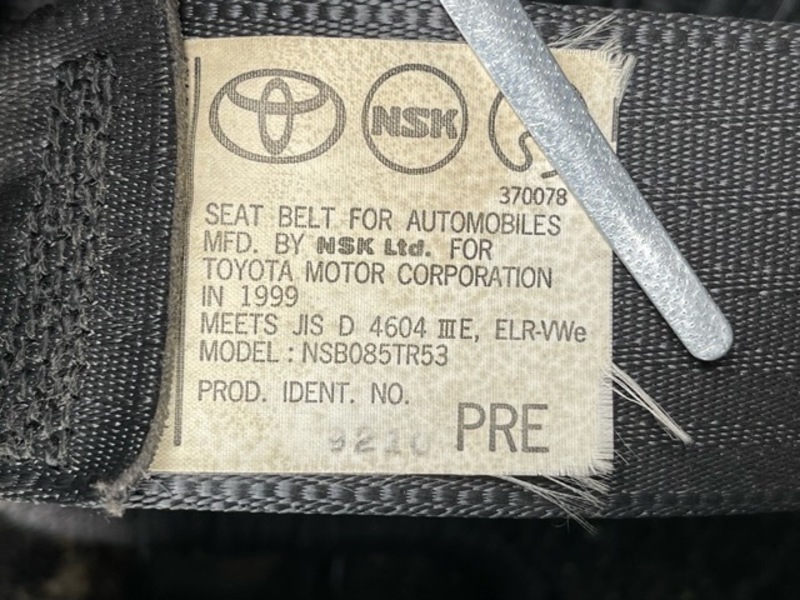 NSK
370078
SEAT BELT FOR AUTOMOBILES
MFD. BY NSK Ltd. FOR
TOYOTA MOTOR CORPORATION
IN 1999
MEETS JIS D 4604 ⅢE, ELR-VWe
MODEL : NSB085TR53
PROD. IDENT. NO.
PRE